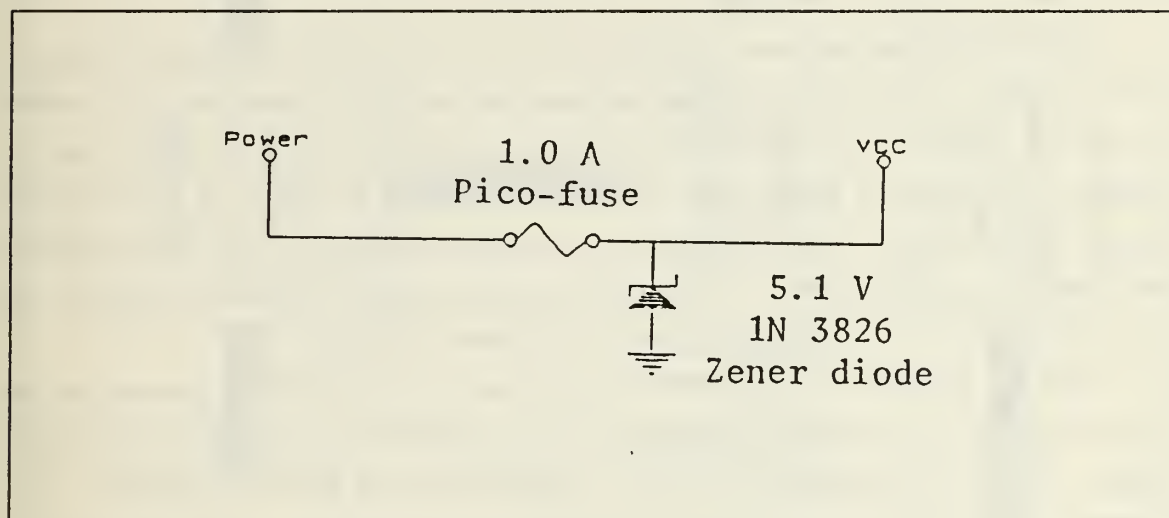 Power
1.0 A
Pico-fuse
vcc
5.1 V
1N 3826
Zener diode